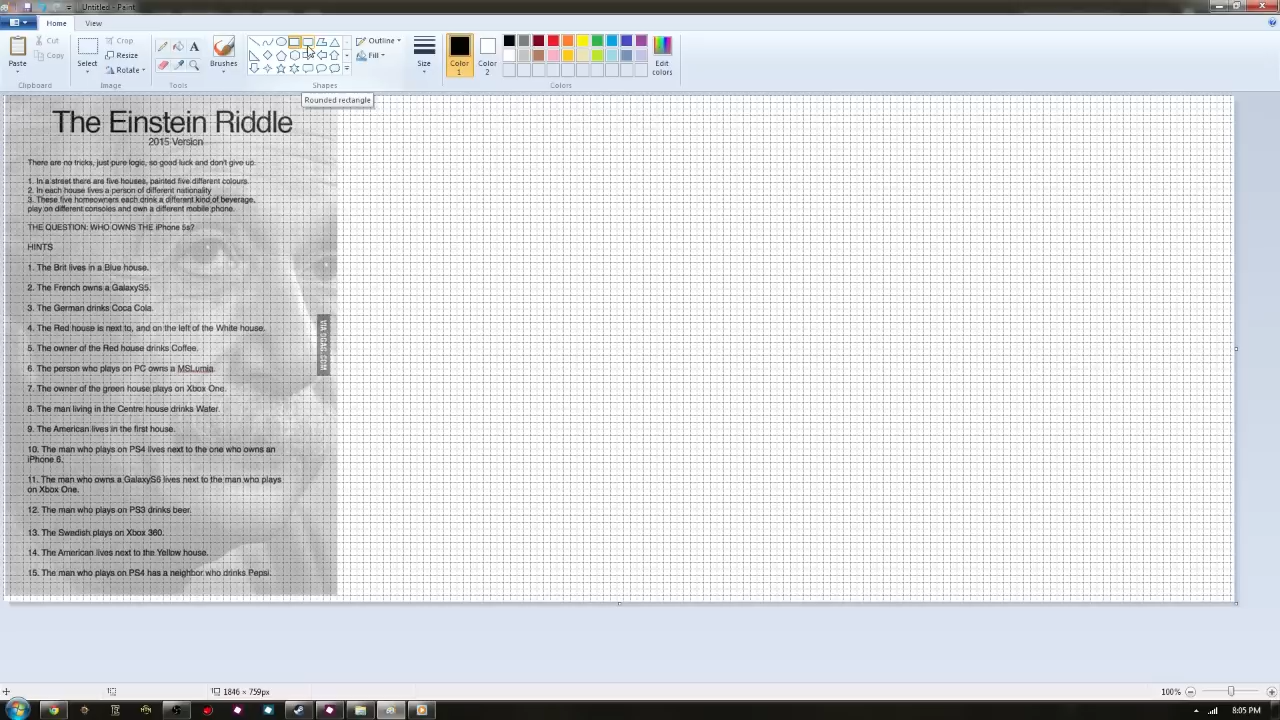 Untitled - Paint
Home
View
Cut
Copy
Paste
Clipboard
Select
Crop
Resize
Rotate
Image
Tools
Brushes
Outline
Fill
Shapes
Size
Color 1
Color 2
Edit colors
Colors
Rounded rectangle
The Einstein Riddle
2015 Version
There are no tricks, just pure logic, so good luck and don't give up.
1. In a street there are five houses, painted five different colours.
2. In each house lives a person of different nationality
3. These five homeowners each drink a different kind of beverage,
play on different consoles and own a different mobile phone.
THE QUESTION: WHO OWNS THE iPhone 5s?
HINTS
1. The Brit lives in a Blue house.
2. The French owns a GalaxyS5.
3. The German drinks Coca Cola.
4. The Red house is next to, and on the left of the White house.
5. The owner of the Red house drinks Coffee.
6. The person who plays on PC owns a MSLumia.
7. The owner of the green house plays on Xbox One.
8. The man living in the Centre house drinks Water.
9. The American lives in the first house.
10. The man who plays on PS4 lives next to the one who owns an
iPhone 6.
11. The man who owns a GalaxyS6 lives next to the man who plays
on Xbox One.
12. The man who plays on PS3 drinks beer.
13. The Swedish plays on Xbox 360.
14. The American lives next to the Yellow house.
15. The man who plays on PS4 has a neighbor who drinks Pepsi.
VIA 9GAG.COM
1846 × 759px
100%
8:05 PM